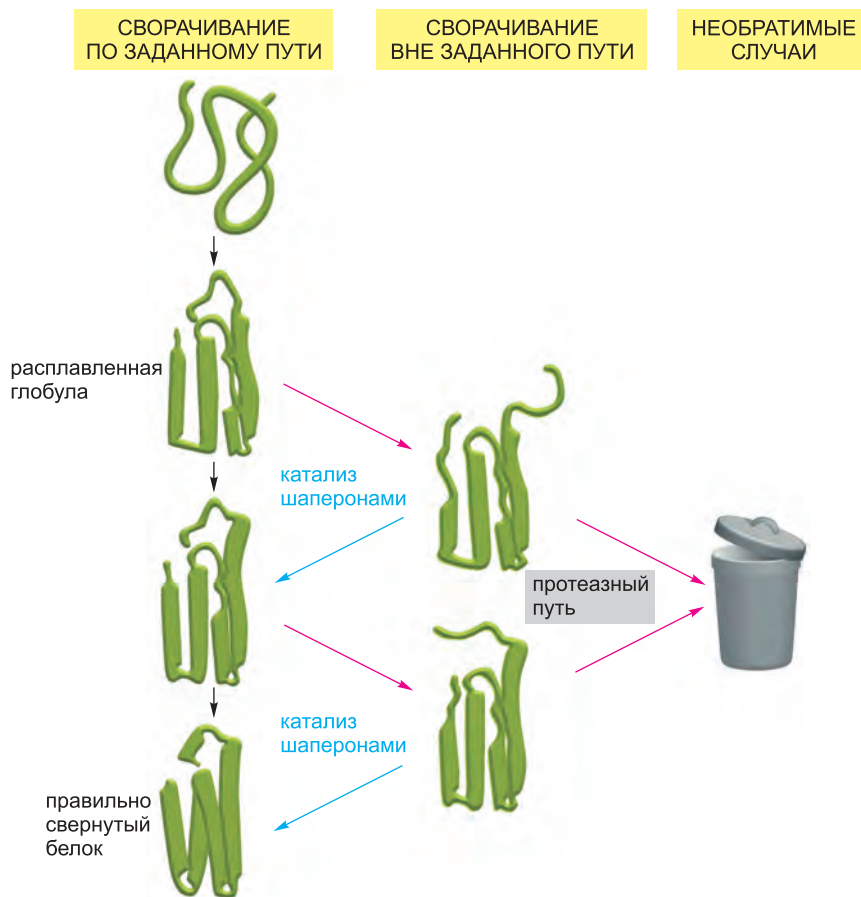 СВОРАЧИВАНИЕ
ПО ЗАДАННОМУ ПУТИ
СВОРАЧИВАНИЕ
ВНЕ ЗАДАННОГО ПУТИ
НЕОБРАТИМЫЕ
СЛУЧАИ
расплавленная
глобула
катализ
шаперонами
протеазный
путь
катализ
шаперонами
правильно
свернутый
белок